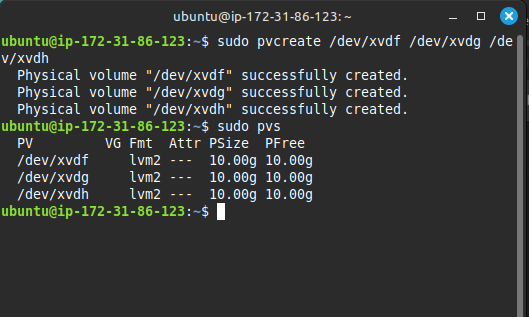 ubuntu@ip-172-31-86-123: ~
ubuntu@ip-172-31-86-123:~$ sudo pvcreate /dev/xvdf /dev/xvdg /de
v/xvdh
  Physical volume "/dev/xvdf" successfully created.
  Physical volume "/dev/xvdg" successfully created.
  Physical volume "/dev/xvdh" successfully created.
ubuntu@ip-172-31-86-123:~$ sudo pvs
  PV         VG Fmt  Attr PSize  PFree
  /dev/xvdf     lvm2 ---  10.00g 10.00g
  /dev/xvdg     lvm2 ---  10.00g 10.00g
  /dev/xvdh     lvm2 ---  10.00g 10.00g
ubuntu@ip-172-31-86-123:~$